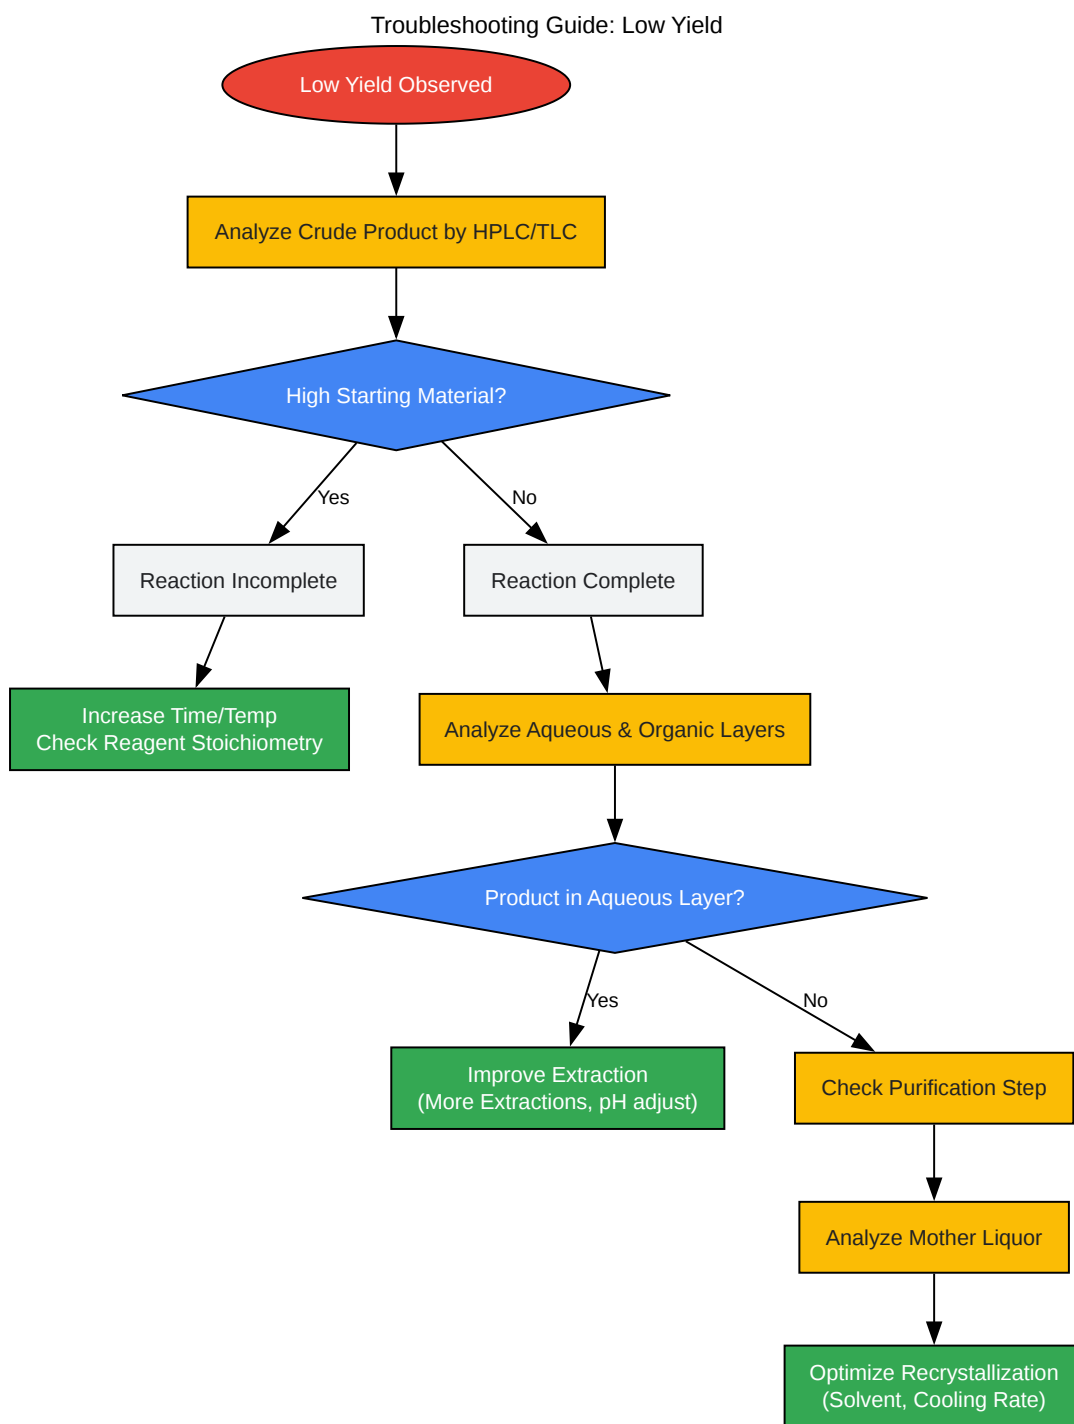 Troubleshooting Guide: Low Yield
Low Yield Observed
Analyze Crude Product by HPLC/TLC
High Starting Material?
Yes
No
Reaction Incomplete
Reaction Complete
Increase Time/Temp
Check Reagent Stoichiometry
Analyze Aqueous & Organic Layers
Product in Aqueous Layer?
Yes
No
Improve Extraction
(More Extractions, pH adjust)
Check Purification Step
Analyze Mother Liquor
Optimize Recrystallization
(Solvent, Cooling Rate)